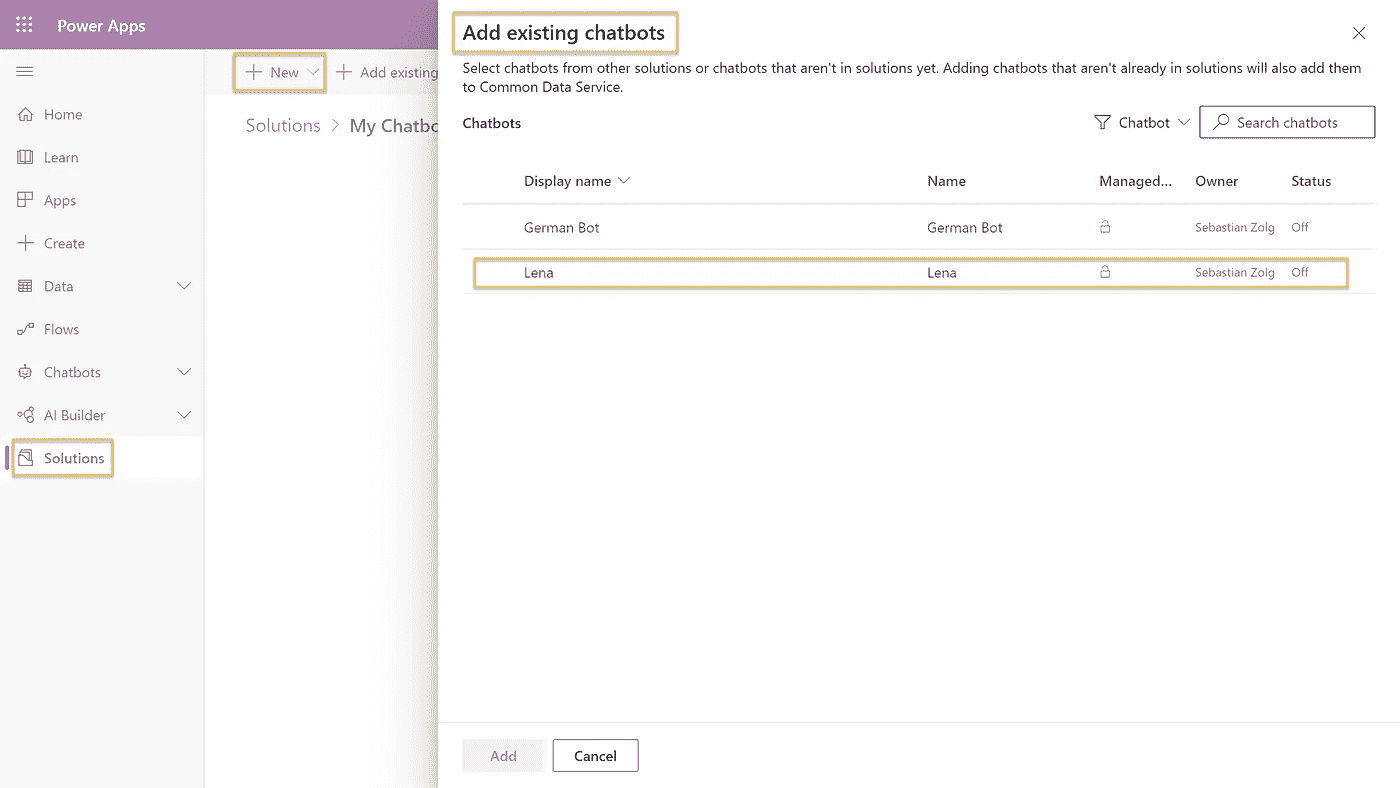 Power Apps
Home
Learn
Apps
Create
Data
Flows
Chatbots
AI Builder
Solutions
New
Add existing
Solutions > My Chatbo
Add existing chatbots
Select chatbots from other solutions or chatbots that aren't in solutions yet. Adding chatbots that aren't already in solutions will also add them
to Common Data Service.
Chatbots
Chatbot
Search chatbots
Display name Name Managed... Owner Status
German Bot German Bot Sebastian Zolg Off
Lena Lena Sebastian Zolg Off
Add
Cancel